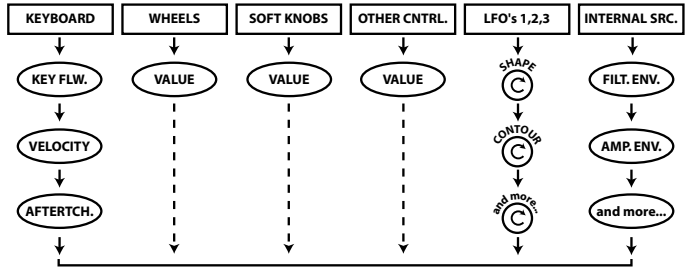 KEYBOARD WHEELS SOFT KNOBS OTHER CNTRL. LFO's 1,2,3 INTERNAL SRC.
KEY FLW. VALUE VALUE VALUE SHAPE FILT. ENV.
VELOCITY CONTOUR AMP. ENV.
AFTERTCH. and more... and more...